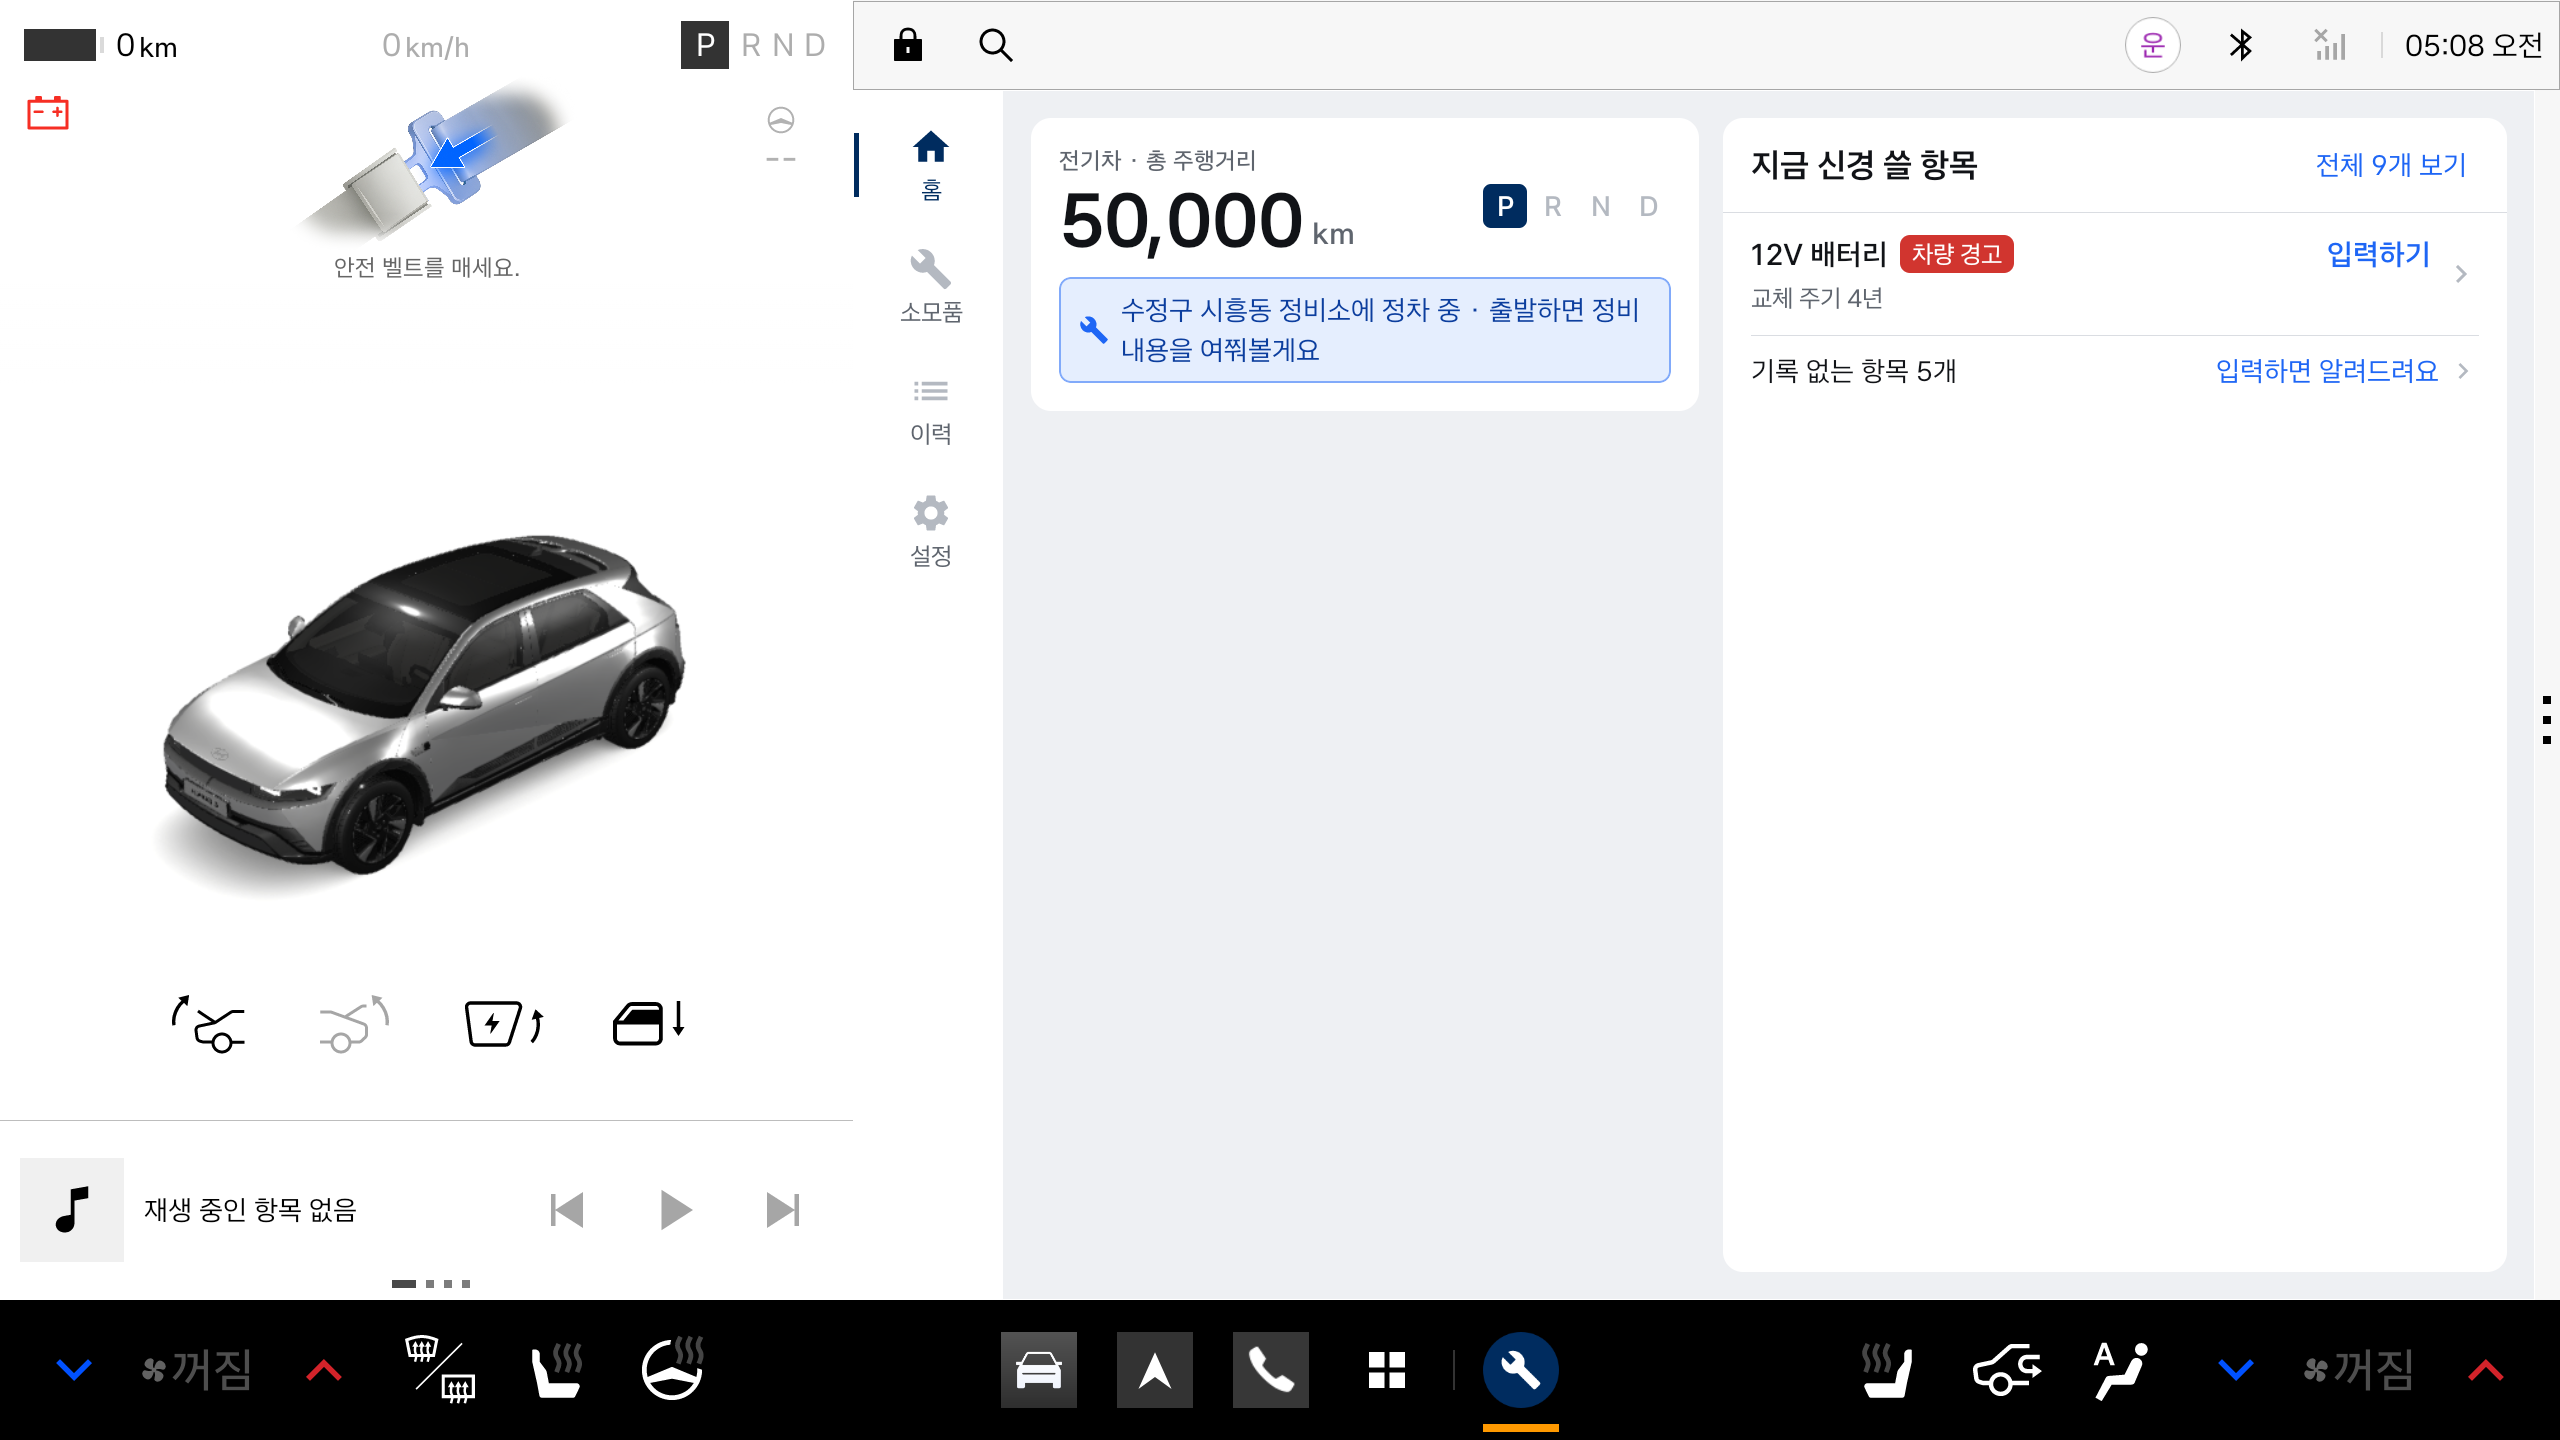 0 km
0 km/h
P R N D
안전 벨트를 매세요.
재생 중인 항목 없음
운
05:08 오전
홈
소모품
이력
설정
전기차 · 총 주행거리
50,000 km
P R N D
수정구 시흥동 정비소에 정차 중 · 출발하면 정비
내용을 여쭤볼게요
지금 신경 쓸 항목
전체 9개 보기
12V 배터리 차량 경고
입력하기
교체 주기 4년
기록 없는 항목 5개
입력하면 알려드려요
꺼짐
A
꺼짐